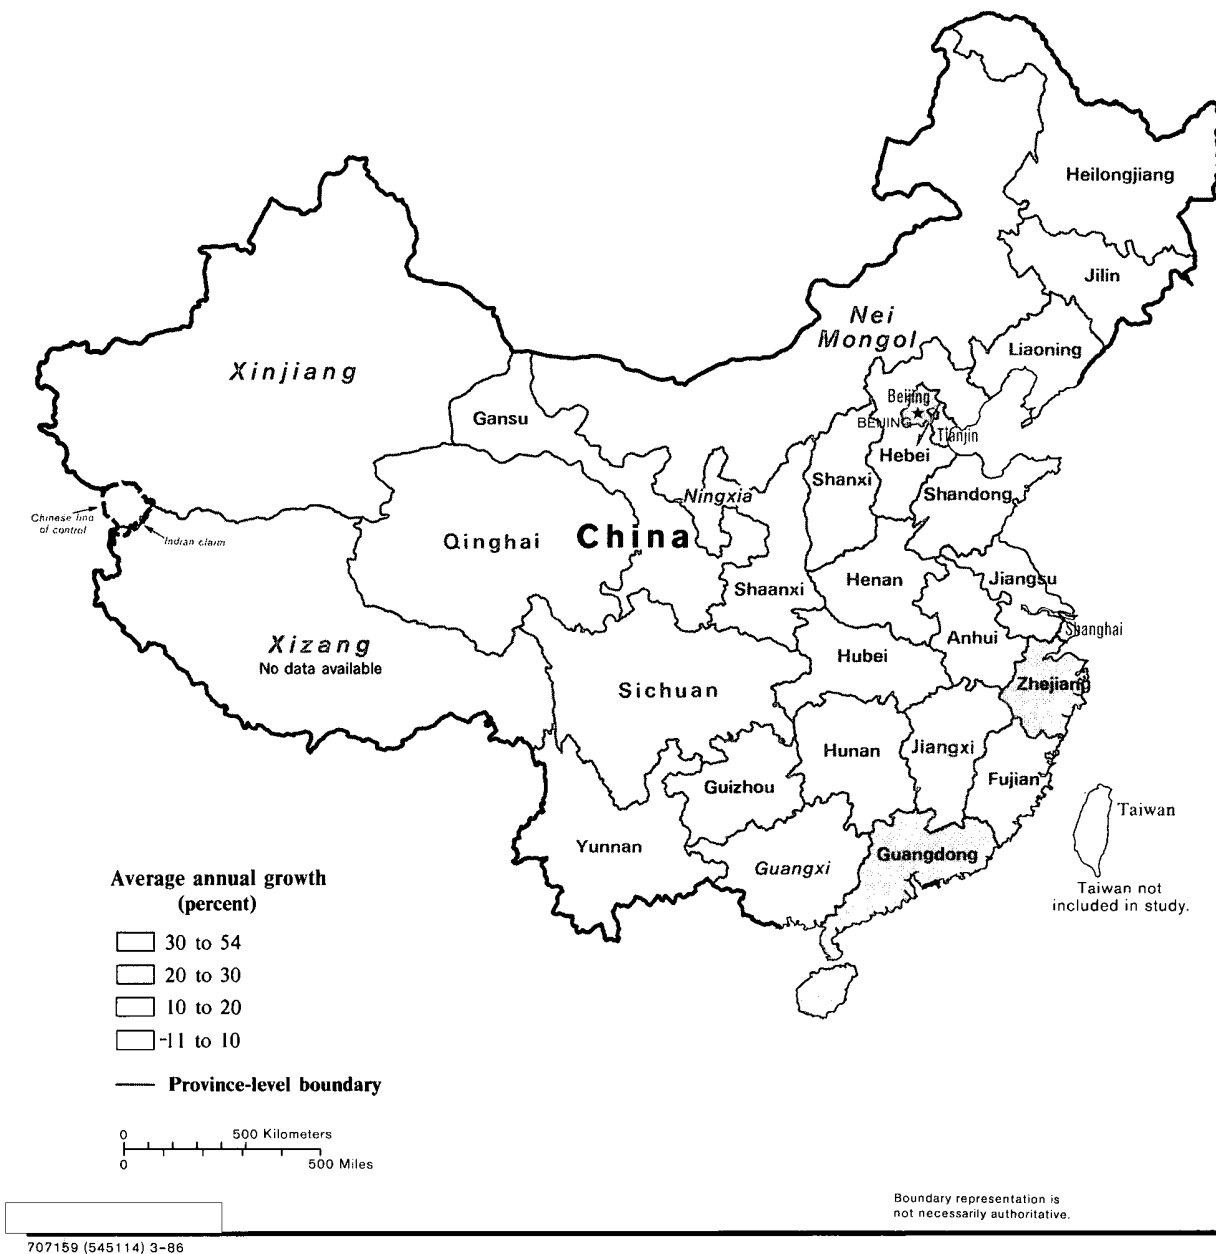 Heilongjiang
Jilin
Nei
Mongol
Liaoning
Xinjiang
Beijing
Gansu
BEIJING
Tianjin
Hebei
Shanxi
Ningxia
Shandong
Chinese line
of control
Indian claim
Qinghai
China
Henan
Jiangsu
Shaanxi
Xizang
No data available
Anhui
Shanghai
Hubei
Sichuan
Zhejiang
Hunan
Jiangxi
Fujian
Guizhou
Taiwan
Yunnan
Guangxi
Guangdong
Taiwan not
included in study.
Average annual growth
(percent)
30 to 54
20 to 30
10 to 20
-11 to 10
Province-level boundary
0 500 Kilometers
0 500 Miles
Boundary representation is
not necessarily authoritative.
707159 (545114) 3-86